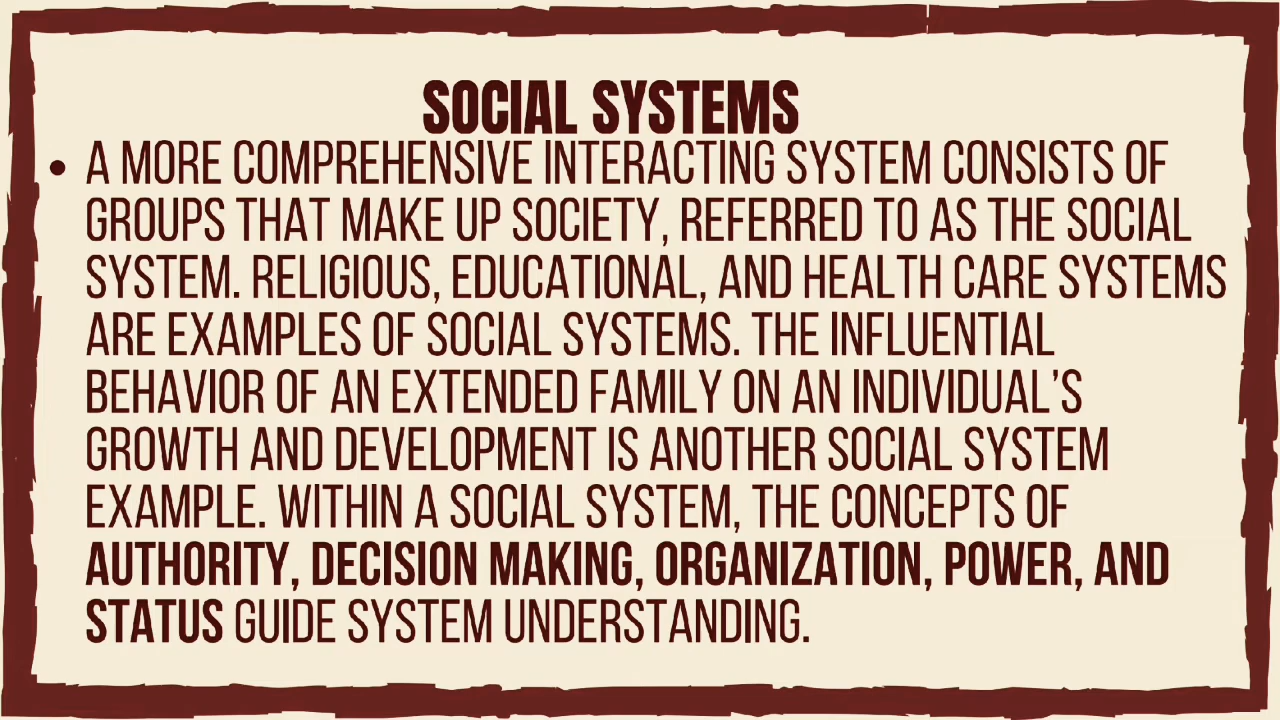 SOCIAL SYSTEMS
• A MORE COMPREHENSIVE INTERACTING SYSTEM CONSISTS OF
GROUPS THAT MAKE UP SOCIETY, REFERRED TO AS THE SOCIAL
SYSTEM. RELIGIOUS, EDUCATIONAL, AND HEALTH CARE SYSTEMS
ARE EXAMPLES OF SOCIAL SYSTEMS. THE INFLUENTIAL
BEHAVIOR OF AN EXTENDED FAMILY ON AN INDIVIDUAL’S
GROWTH AND DEVELOPMENT IS ANOTHER SOCIAL SYSTEM
EXAMPLE. WITHIN A SOCIAL SYSTEM, THE CONCEPTS OF
AUTHORITY, DECISION MAKING, ORGANIZATION, POWER, AND
STATUS GUIDE SYSTEM UNDERSTANDING.